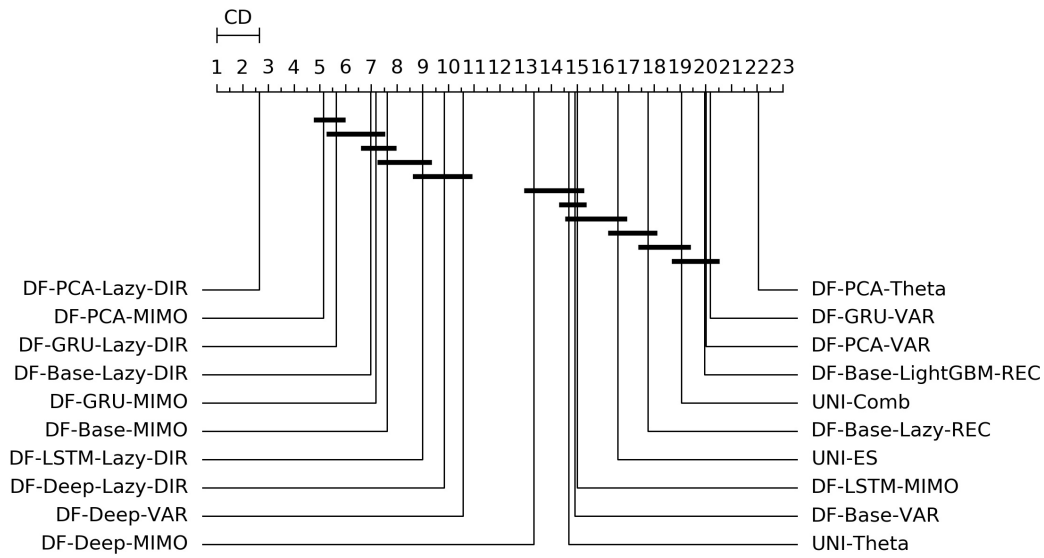 CD
1 2 3 4 5 6 7 8 9 10 11 12 13 14 15 16 17 18 19 20 21 22 23
DF-PCA-Lazy-DIR
DF-PCA-MIMO
DF-GRU-Lazy-DIR
DF-Base-Lazy-DIR
DF-GRU-MIMO
DF-Base-MIMO
DF-LSTM-Lazy-DIR
DF-Deep-Lazy-DIR
DF-Deep-VAR
DF-Deep-MIMO
DF-PCA-Theta
DF-GRU-VAR
DF-PCA-VAR
DF-Base-LightGBM-REC
UNI-Comb
DF-Base-Lazy-REC
UNI-ES
DF-LSTM-MIMO
DF-Base-VAR
UNI-Theta